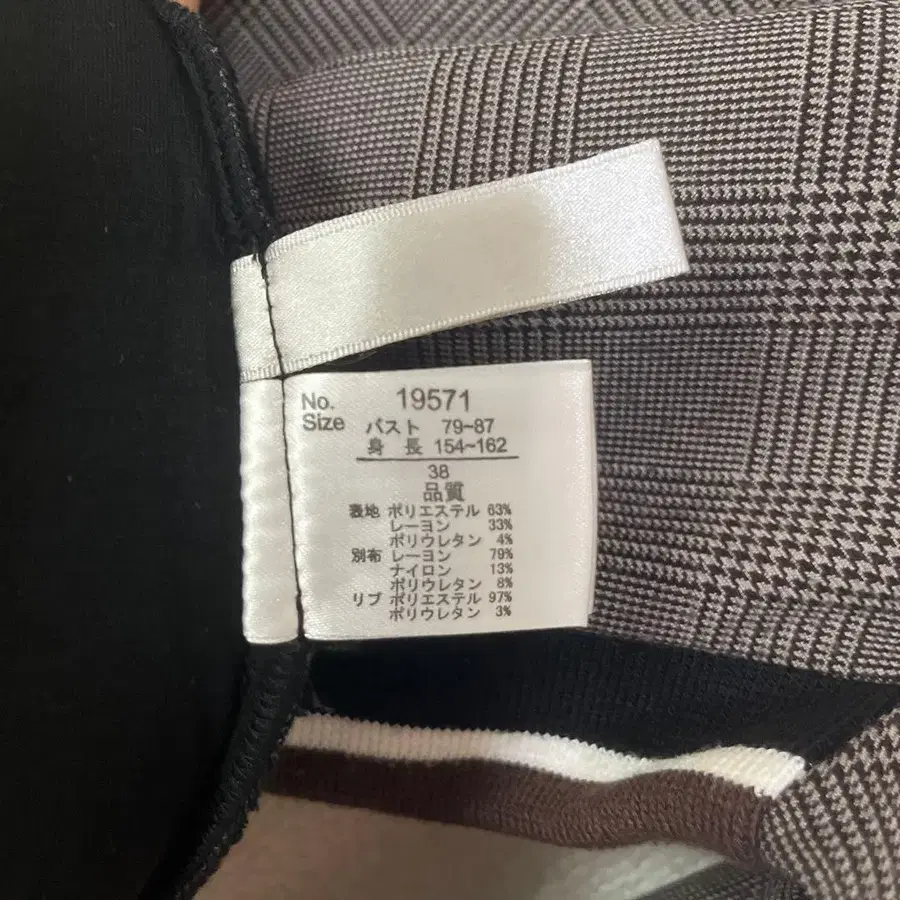 No. 19571
Size バスト 79~87
身 長 154~162
38
品質
表地 ポリエステル 63%
レーヨン 33%
ポリウレタン 4%
別布 レーヨン 79%
ナイロン 13%
ポリウレタン 8%
リブ ポリエステル 97%
ポリウレタン 3%